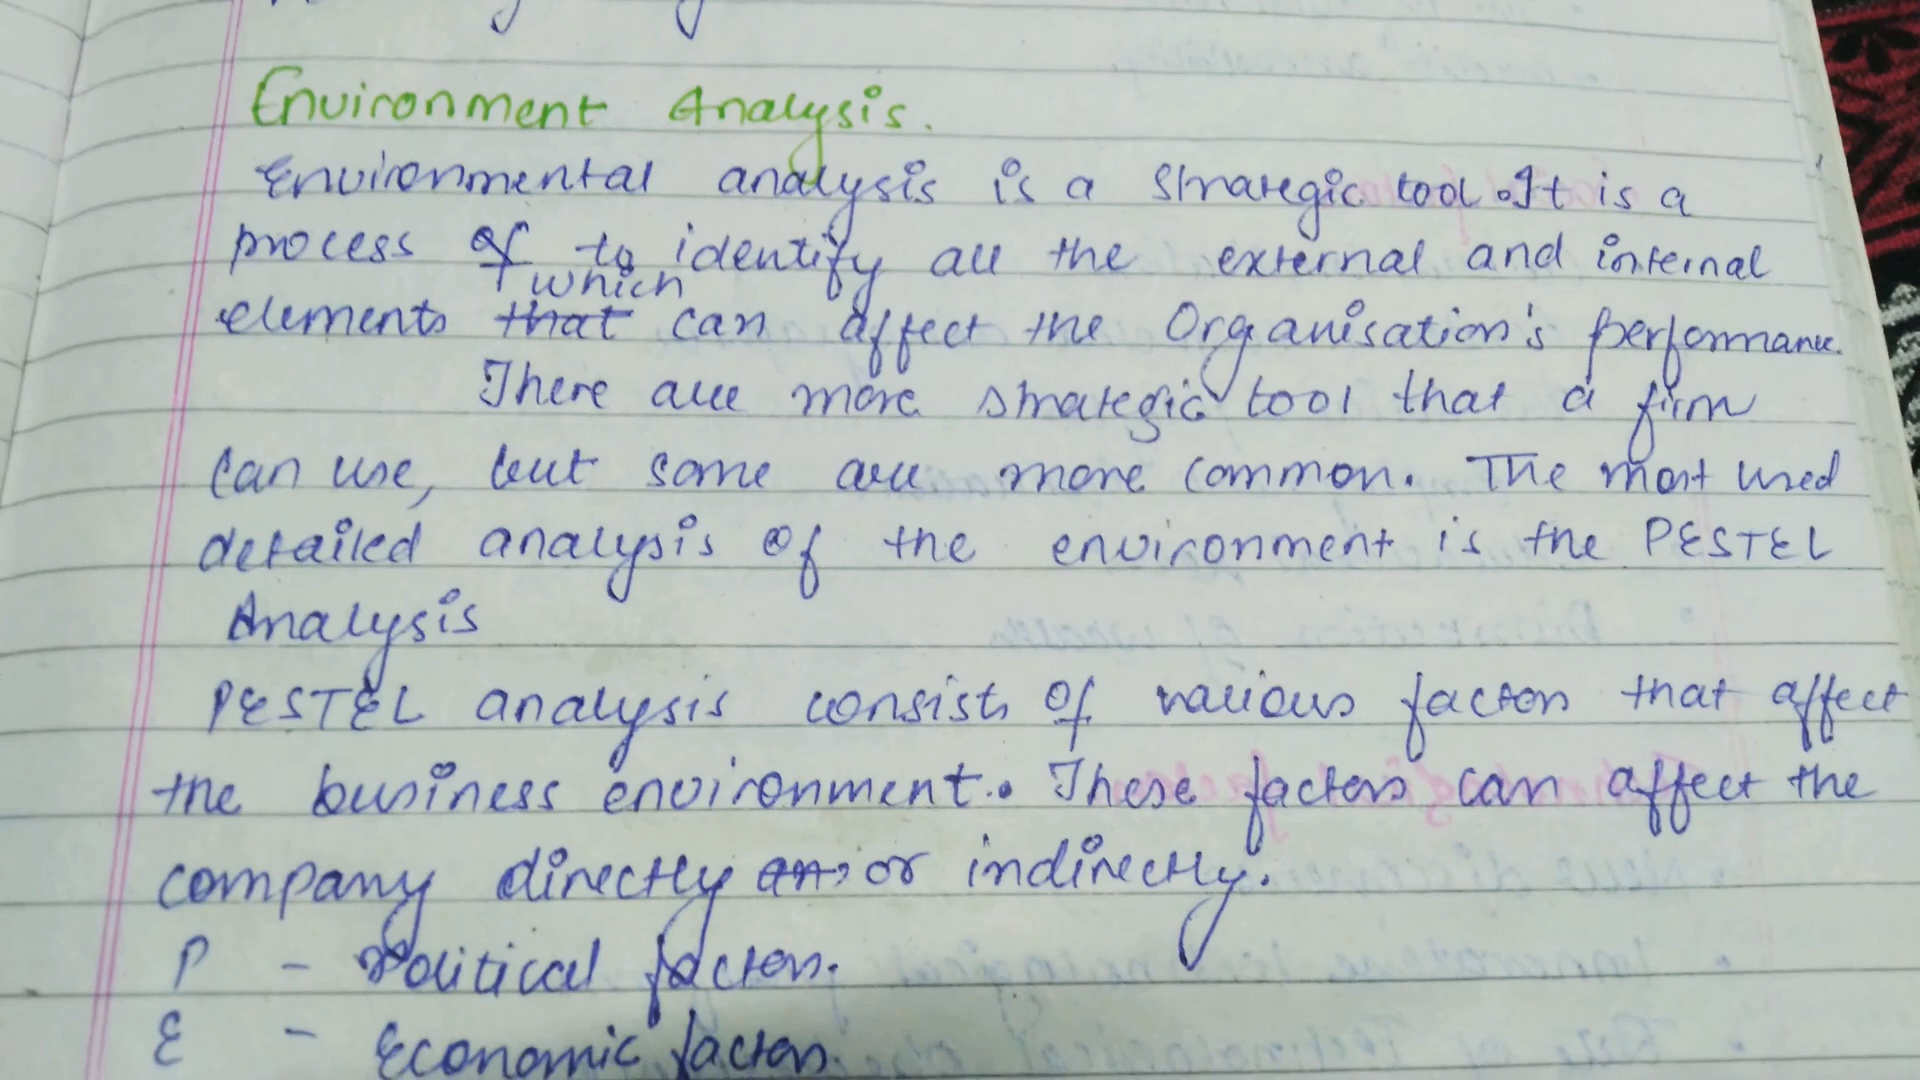 Environment Analysis.
Environmental analysis is a strategic tool. It is a
process of to identify all the external and internal
which
elements that can affect the Organisation's performance.
There are more strategic tool that a firm
can use, but some are more common. The most used
detailed analysis of the environment is the PESTEL
Analysis
PESTEL analysis consists of various factors that affect
the business environment. These factors can affect the
company directly or indirectly.
P - Political factors.
E - Economic factors.